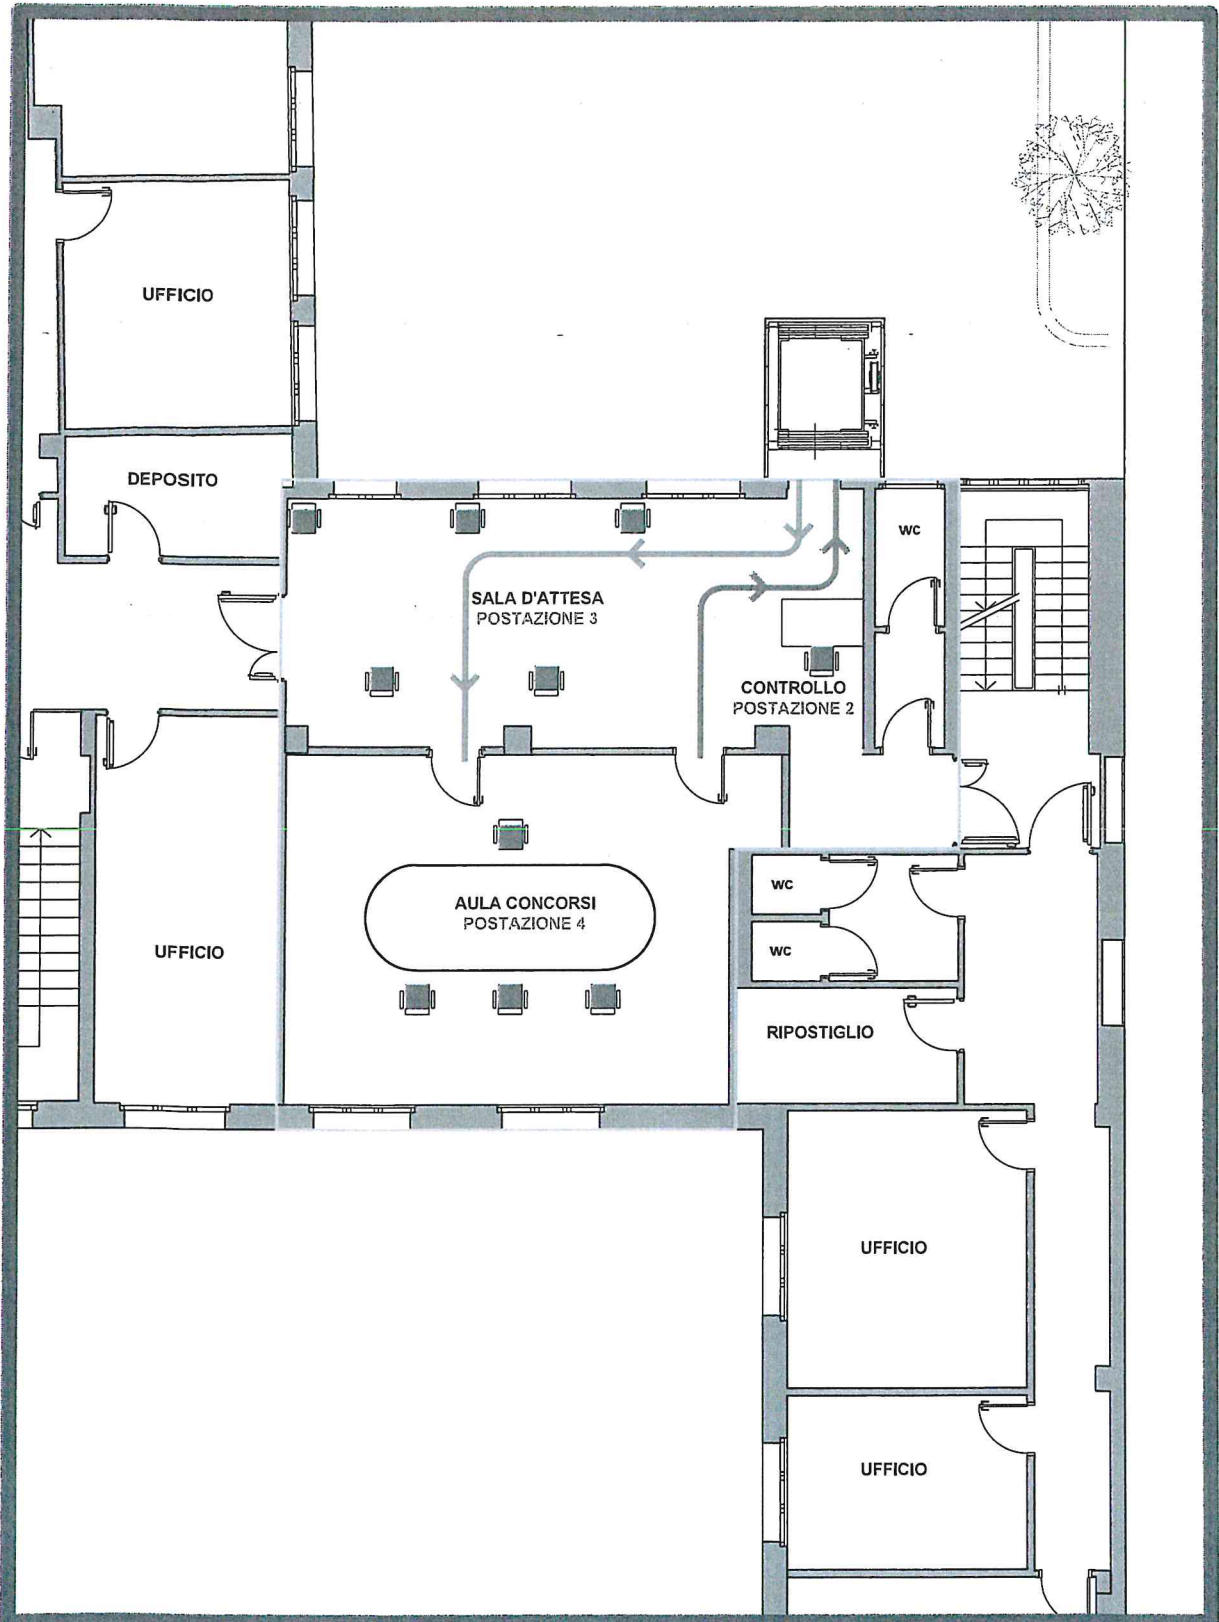 UFFICIO
DEPOSITO
wc
SALA D'ATTESA
POSTAZIONE 3
CONTROLLO
POSTAZIONE 2
wc
AULA CONCORSI
POSTAZIONE 4
UFFICIO
wc
RIPOSTIGLIO
UFFICIO
UFFICIO